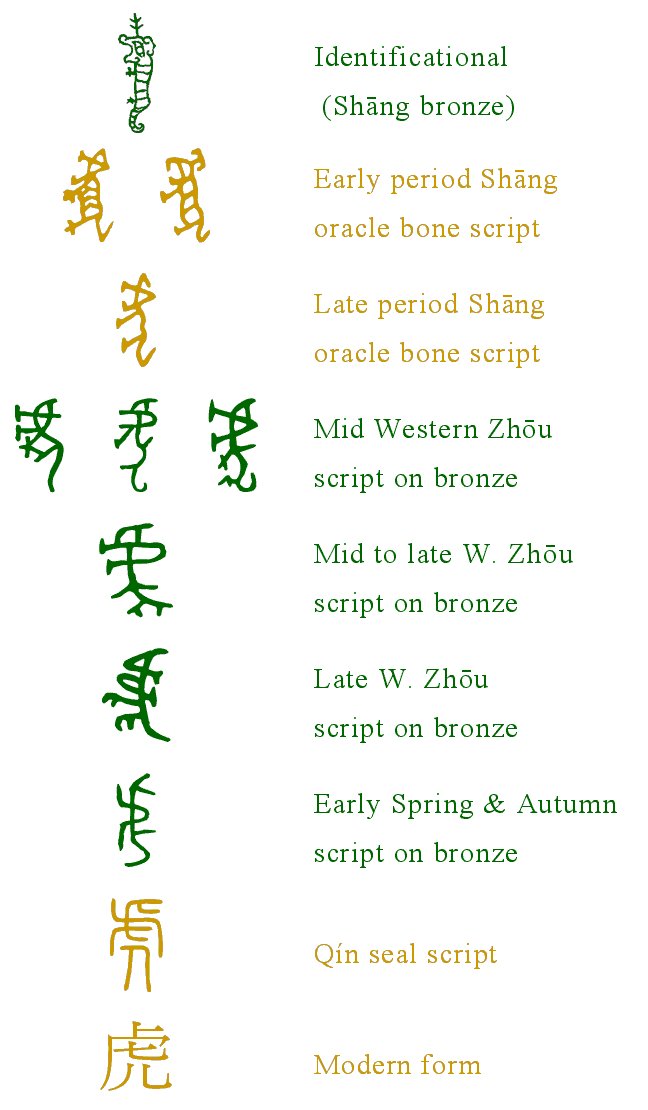 Identificational
(Shāng bronze)
Early period Shāng
oracle bone script
Late period Shāng
oracle bone script
Mid Western Zhōu
script on bronze
Mid to late W. Zhōu
script on bronze
Late W. Zhōu
script on bronze
Early Spring & Autumn
script on bronze
Qín seal script
虎
Modern form